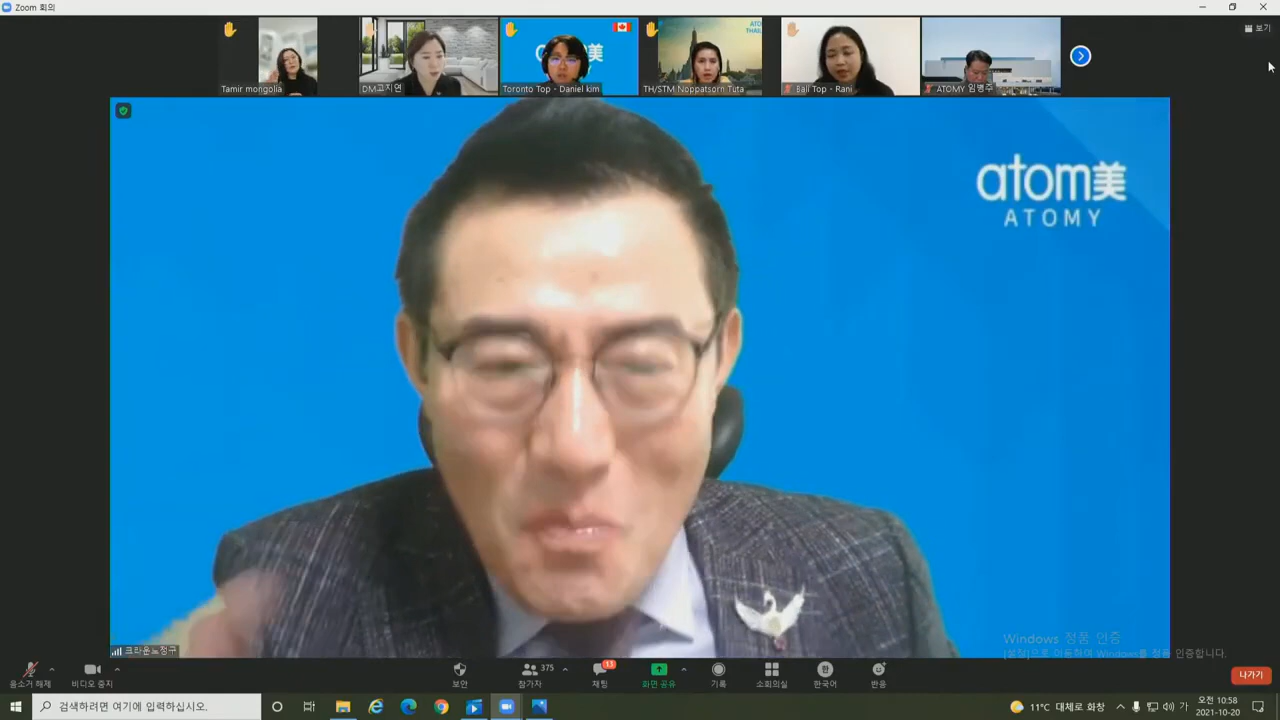 Zoom 회의
보기
ATO
THAIL
Tamir mongolia
DM고지연
Toronto Top - Daniel kim
TH/STM Noppatsorn Tuta
Bali Top - Rani
ATOMY 임병주
atom美
ATOMY
크라운노정구
Windows 정품 인증
[설정]으로 이동하여 Windows를 정품 인증합니다.
음소거 해제
비디오 중지
보안
375
참가자
13
채팅
화면 공유
기록
소회의실
한
한국어
반응
나가기
검색하려면 여기에 입력하십시오.
11°C 대체로 화창
가
오전 10:58
2021-10-20